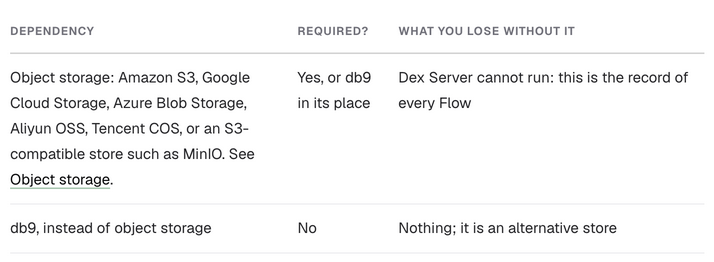 DEPENDENCY REQUIRED? WHAT YOU LOSE WITHOUT IT
Object storage: Amazon S3, Google Yes, or db9 Dex Server cannot run: this is the record of
Cloud Storage, Azure Blob Storage, in its place every Flow
Aliyun OSS, Tencent COS, or an S3-
compatible store such as MinIO. See
Object storage.
db9, instead of object storage No Nothing; it is an alternative store